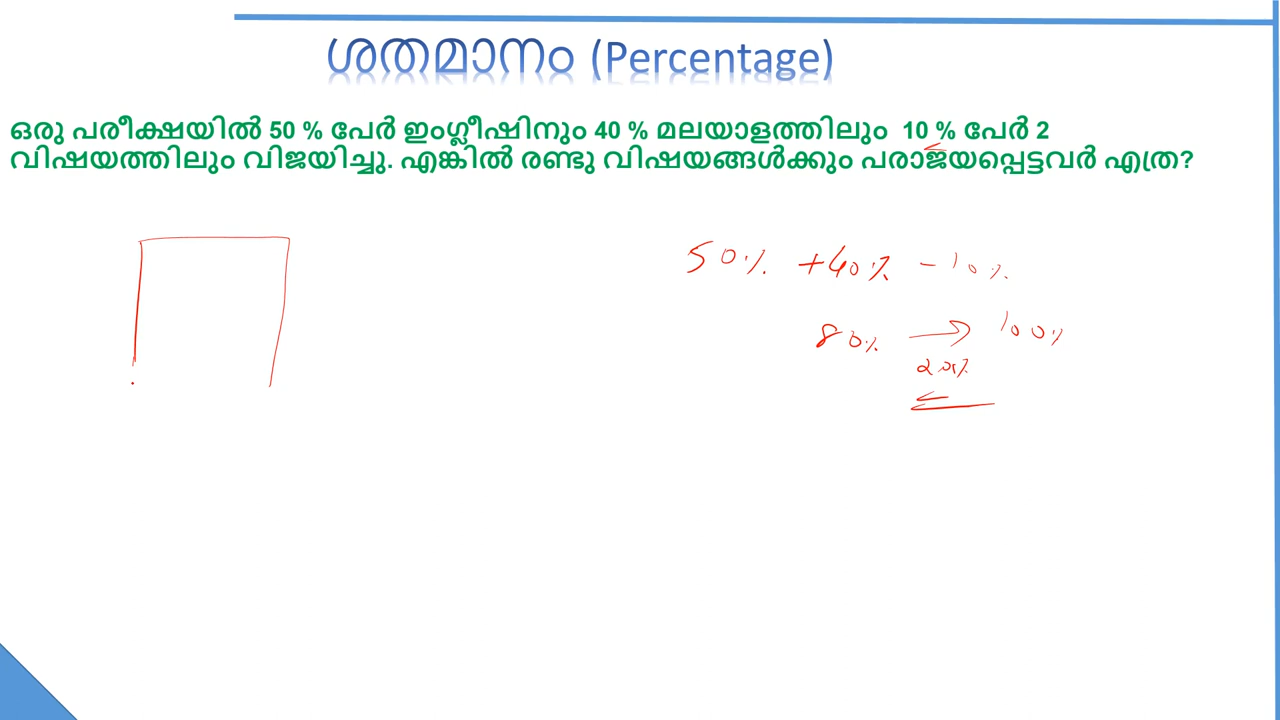 ശതമാനം (Percentage)
ഒരു പരീക്ഷയിൽ 50 % പേർ ഇംഗ്ലീഷിനും 40 % മലയാളത്തിലും 10 % പേർ 2
വിഷയത്തിലും വിജയിച്ചു. എങ്കിൽ രണ്ടു വിഷയങ്ങൾക്കും പരാജയപ്പെട്ടവർ എത്ര?
50% +40% -10%
80% → 100%
20%